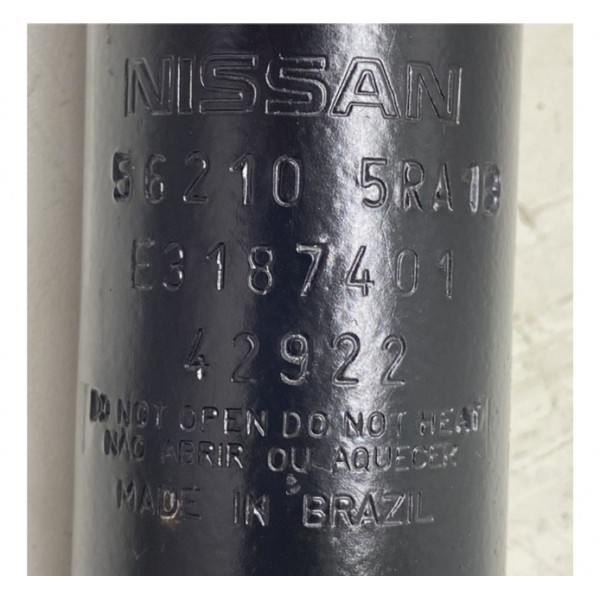 NISSAN
56210 5RA1B
E3187401
42922
DO NOT OPEN DO NOT HEAT
NÃO ABRIR OU AQUECER
MADE IN BRAZIL